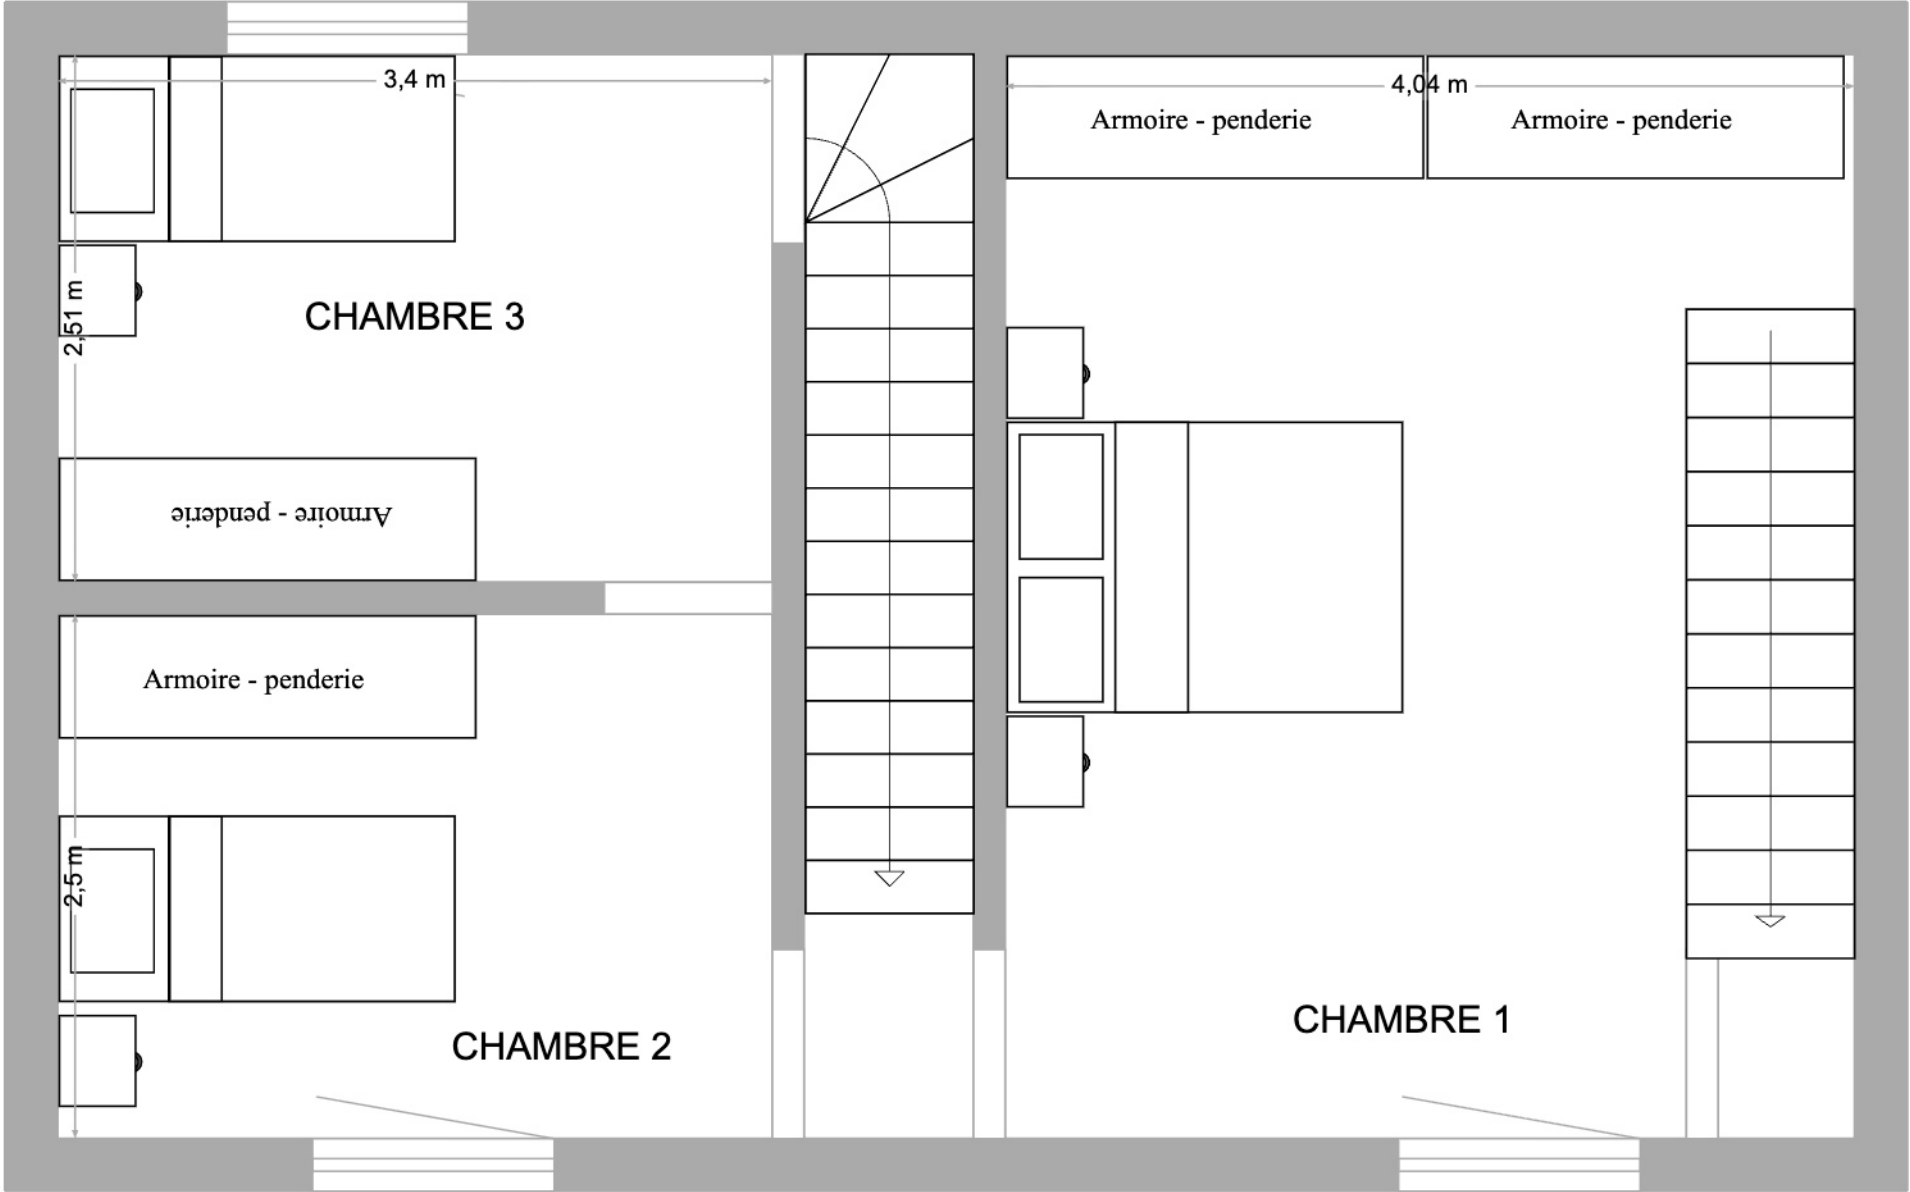 3,4 m
4,04 m
Armoire - penderie
Armoire - penderie
2,51 m
CHAMBRE 3
Armoire - penderie
Armoire - penderie
2,5 m
CHAMBRE 2
CHAMBRE 1